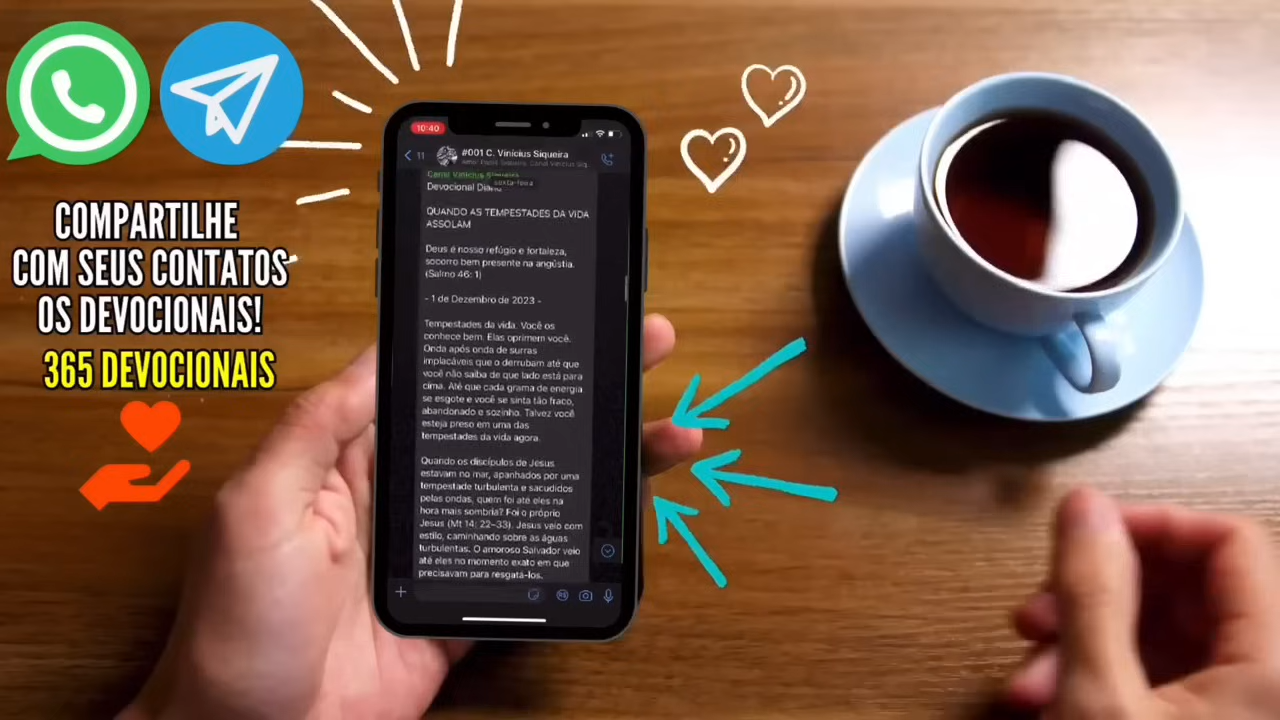 COMPARTILHE
COM SEUS CONTATOS
OS DEVOCIONAIS!
365 DEVOCIONAIS
10:40
11
#001 C. Vinícius Siqueira
Canal Vinícius Siqueira
sexta-feira
Devocional Diário
QUANDO AS TEMPESTADES DA VIDA
ASSOLAM
Deus é nosso refúgio e fortaleza,
socorro bem presente na angústia.
(Salmo 46: 1)
- 1 de Dezembro de 2023 -
Tempestades da vida. Você os
conhece bem. Elas oprimem você.
Onda após onda de surras
implacáveis que o derrubam até que
você não saiba de que lado está para
cima. Até que cada grama de energia
se esgote e você se sinta tão fraco,
abandonado e sozinho. Talvez você
esteja preso em uma das
tempestades da vida agora.
Quando os discípulos de Jesus
estavam no mar, apanhados por uma
tempestade turbulenta e sacudidos
pelas ondas, quem foi até eles na
hora mais sombria? Foi o próprio
Jesus (Mt 14: 22-33). Jesus veio com
estilo, caminhando sobre as águas
turbulentas. O amoroso Salvador veio
até eles no momento exato em que
precisavam para resgatá-los.